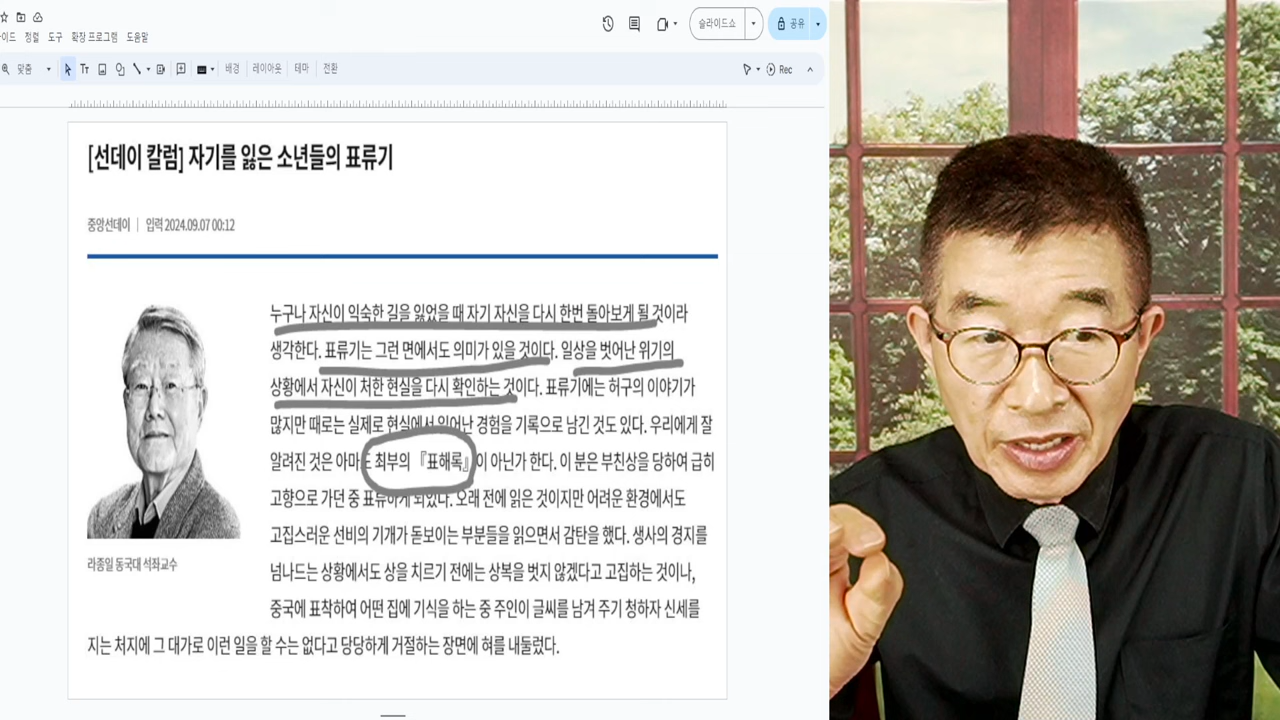 이드 정렬 도구 확장 프로그램 도움말
슬라이드쇼
공유
맞춤
Tт
배경 레이아웃 테마 전환
Rec
[선데이 칼럼] 자기를 잃은 소년들의 표류기
중앙선데이 | 입력 2024.09.07 00:12
누구나 자신이 익숙한 길을 잃었을 때 자기 자신을 다시 한번 돌아보게 될 것이라
생각한다. 표류기는 그런 면에서도 의미가 있을 것이다. 일상을 벗어난 위기의
상황에서 자신이 처한 현실을 다시 확인하는 것이다. 표류기에는 허구의 이야기가
많지만 때로는 실제로 현실에서 일어난 경험을 기록으로 남긴 것도 있다. 우리에게 잘
알려진 것은 아마도 최부의 『표해록』이 아닌가 한다. 이 분은 부친상을 당하여 급히
고향으로 가던 중 표류하게 되었다. 오래 전에 읽은 것이지만 어려운 환경에서도
고집스러운 선비의 기개가 돋보이는 부분들을 읽으면서 감탄을 했다. 생사의 경지를
넘나드는 상황에서도 상을 치르기 전에는 상복을 벗지 않겠다고 고집하는 것이나,
중국에 표착하여 어떤 집에 기식을 하는 중 주인이 글씨를 남겨 주기 청하자 신세를
지는 처지에 그 대가로 이런 일을 할 수는 없다고 당당하게 거절하는 장면에 혀를 내둘렀다.
라종일 동국대 석좌교수